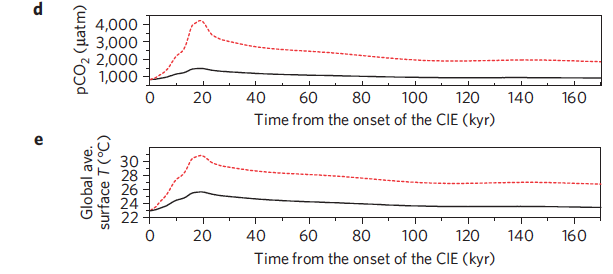 d
pCO₂ (µatm)
4,000
3,000
2,000
1,000
0 20 40 60 80 100 120 140 160
Time from the onset of the CIE (kyr)
e
Global ave.
surface T (°C)
30
28
26
24
22
0 20 40 60 80 100 120 140 160
Time from the onset of the CIE (kyr)